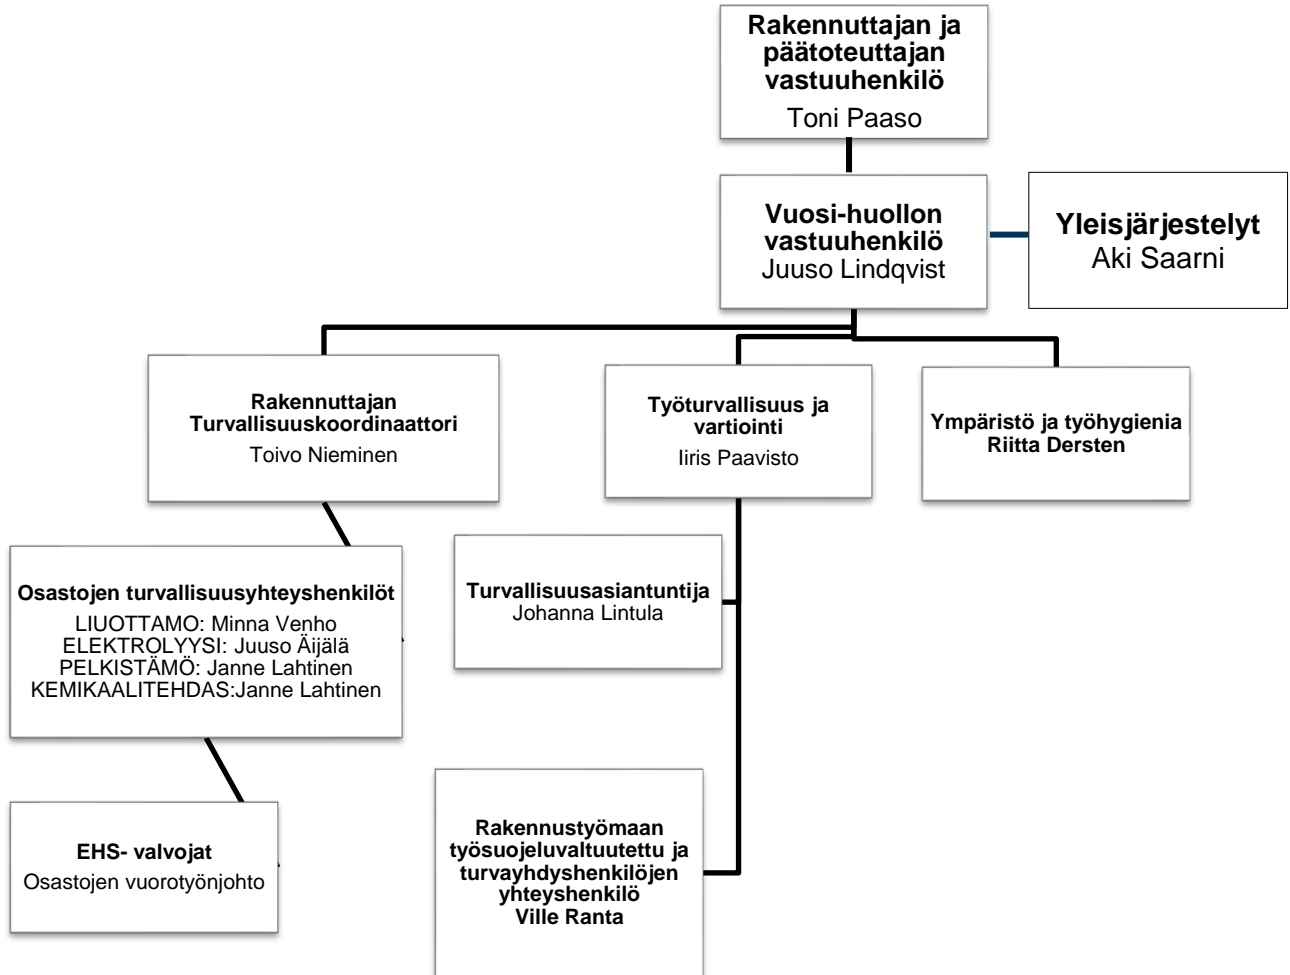 Rakennuttajan ja
päätoteuttajan
vastuuhenkilö
Toni Paaso
Vuosi-huollon
vastuuhenkilö
Juuso Lindqvist
Yleisjärjestelyt
Aki Saarni
Rakennuttajan
Turvallisuuskoordinaattori
Toivo Nieminen
Työturvallisuus ja
vartiointi
Iiris Paavisto
Ympäristö ja työhygienia
Riitta Dersten
Osastojen turvallisuusyhteyshenkilöt
LIUOTTAMO: Minna Venho
ELEKTROLYYSI: Juuso Äijälä
PELKISTÄMÖ: Janne Lahtinen
KEMIKAALITEHDAS:Janne Lahtinen
Turvallisuusasiantuntija
Johanna Lintula
EHS- valvojat
Osastojen vuorotyönjohto
Rakennustyömaan
työsuojeluvaltuutettu ja
turvayhdyshenkilöjen
yhteyshenkilö
Ville Ranta